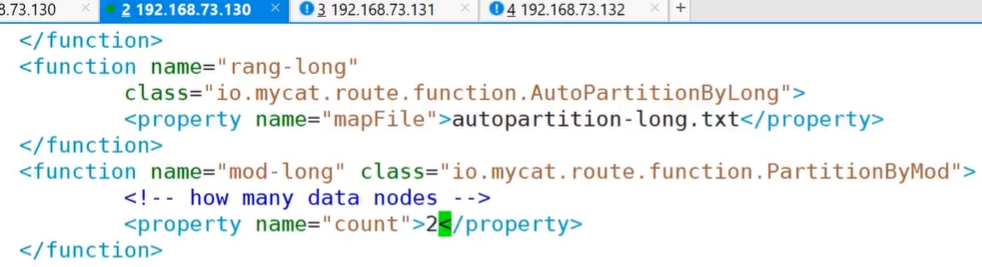 8.73.130 × 2 192.168.73.130 × 3 192.168.73.131 × 4 192.168.73.132 × +
</function>
<function name="rang-long"
class="io.mycat.route.function.AutoPartitionByLong">
<property name="mapFile">autopartition-long.txt</property>
</function>
<function name="mod-long" class="io.mycat.route.function.PartitionByMod">
<!-- how many data nodes -->
<property name="count">2</property>
</function>